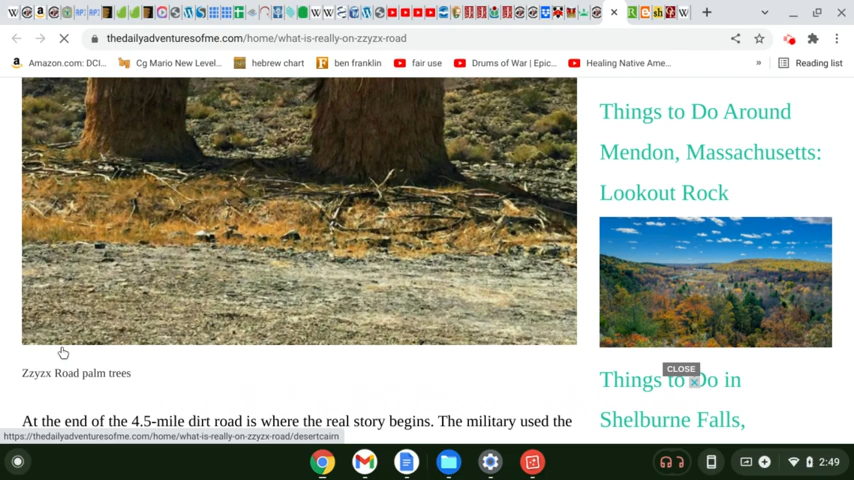 thedailyadventuresofme.com/home/what-is-really-on-zzyzx-road
Amazon.com: DCI...
Cg Mario New Level...
hebrew chart
ben franklin
fair use
Drums of War | Epic...
Healing Native Ame...
»
Reading list
Things to Do Around
Mendon, Massachusetts:
Lookout Rock
Zzyzx Road palm trees
CLOSE
Things to Do in
Shelburne Falls,
At the end of the 4.5-mile dirt road is where the real story begins. The military used the
https://thedailyadventuresofme.com/home/what-is-really-on-zzyzx-road/desertcairn
2:49